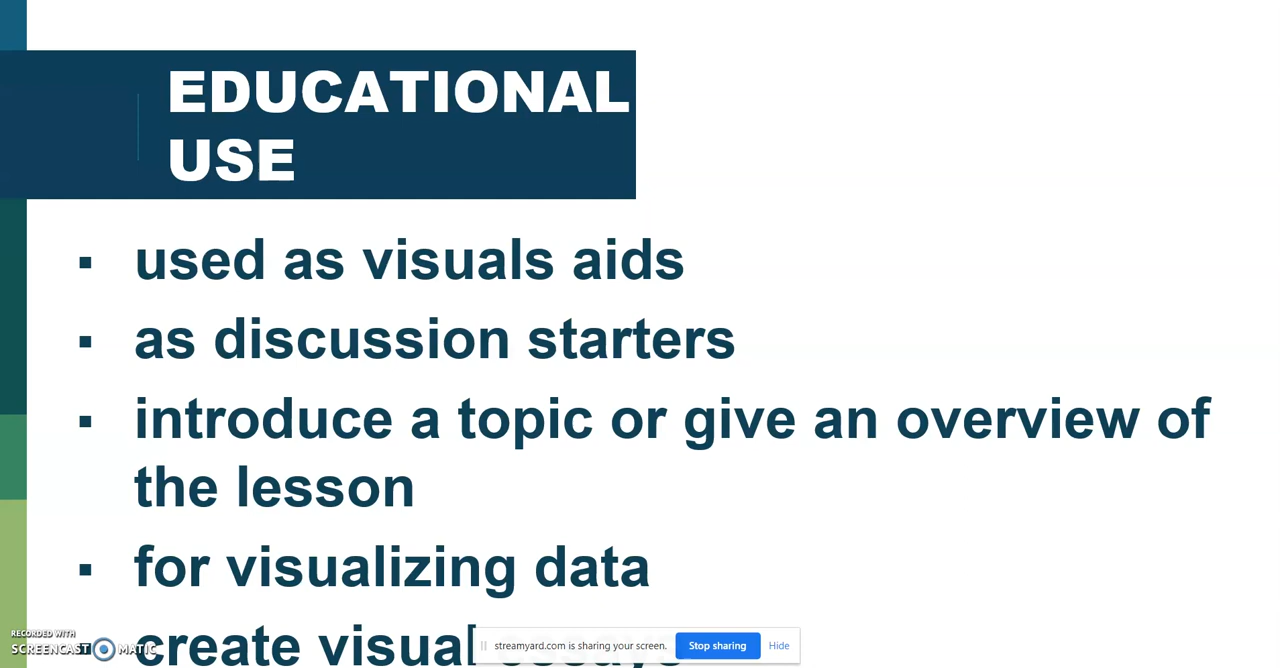 EDUCATIONAL
USE
▪ used as visuals aids
▪ as discussion starters
▪ introduce a topic or give an overview of
the lesson
▪ for visualizing data
▪ create visual essays
RECORDED WITH
SCREENCAST MATIC
streamyard.com is sharing your screen. Stop sharing Hide